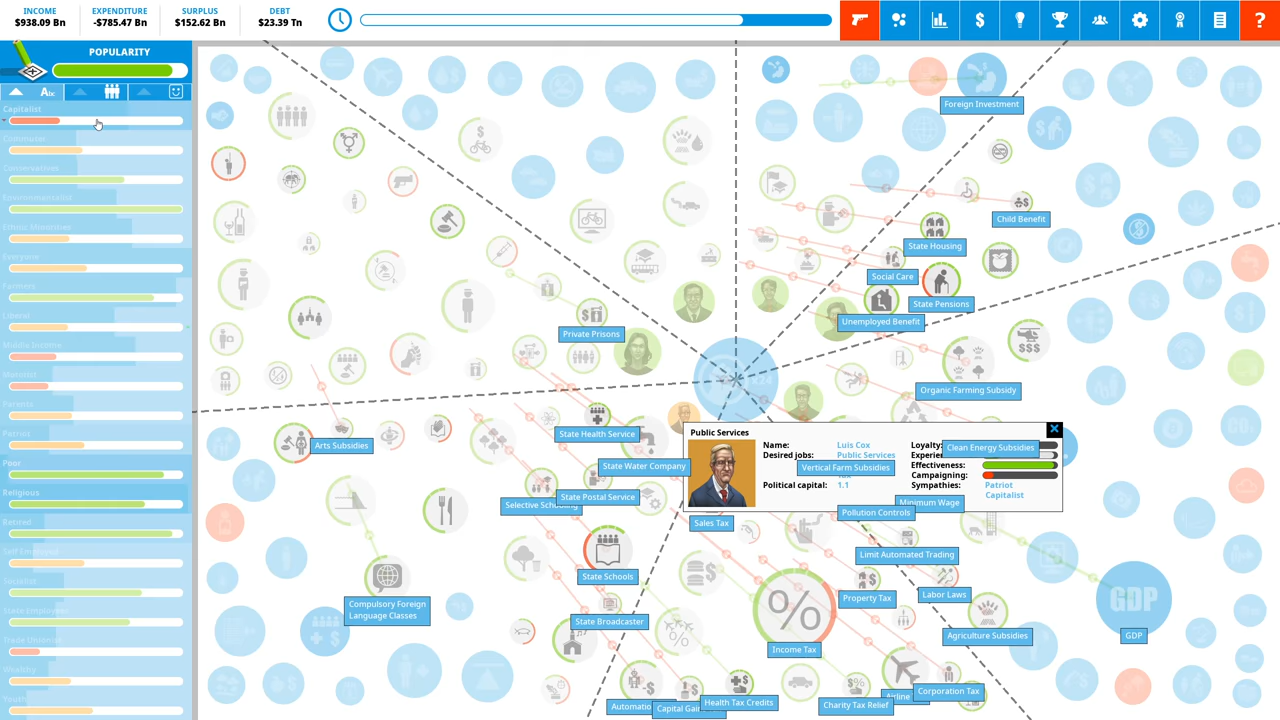 INCOME
$938.09 Bn
EXPENDITURE
-$785.47 Bn
SURPLUS
$152.62 Bn
DEBT
$23.39 Tn
?
POPULARITY
Capitalist
Commuter
Conservatives
Environmentalist
Ethnic Minorities
Everyone
Farmers
Liberal
Middle Income
Motorist
Parents
Patriot
Poor
Religious
Retired
Self Employed
Socialist
State Employees
Trade Unionist
Wealthy
Youth
Foreign Investment
Child Benefit
State Housing
Social Care
State Pensions
Unemployed Benefit
Private Prisons
Organic Farming Subsidy
Arts Subsidies
State Health Service
State Water Company
State Postal Service
Selective Schooling
Public Services
Name: Luis Cox
Desired jobs: Public Services
Political capital: 1.1
Loyalty:
Effectiveness:
Campaigning:
Sympathies: Patriot
Capitalist
Clean Energy Subsidies
Vertical Farm Subsidies
Minimum Wage
Pollution Controls
Sales Tax
Limit Automated Trading
State Schools
Property Tax
Labor Laws
Compulsory Foreign
Language Classes
State Broadcaster
Income Tax
Agriculture Subsidies
GDP
GDP
Health Tax Credits
Charity Tax Relief
Airline
Corporation Tax